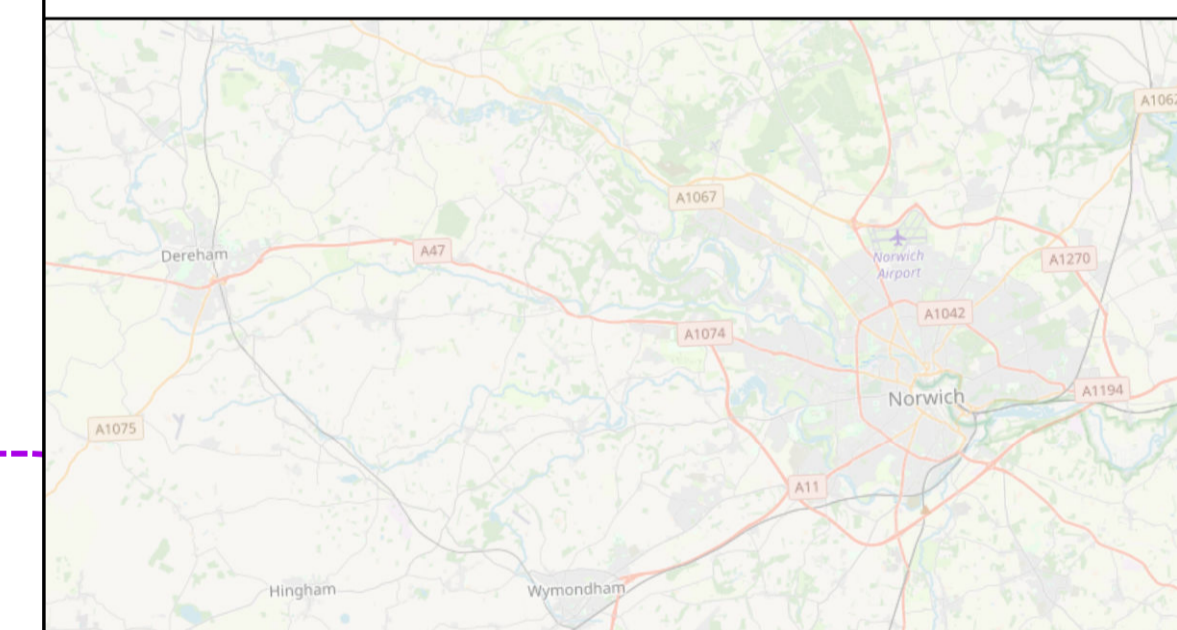 A1062
A1067
Dereham
A47
Norwich
Airport
A1270
A1042
A1074
Norwich
A1194
A1075
A11
Hingham
Wymondham